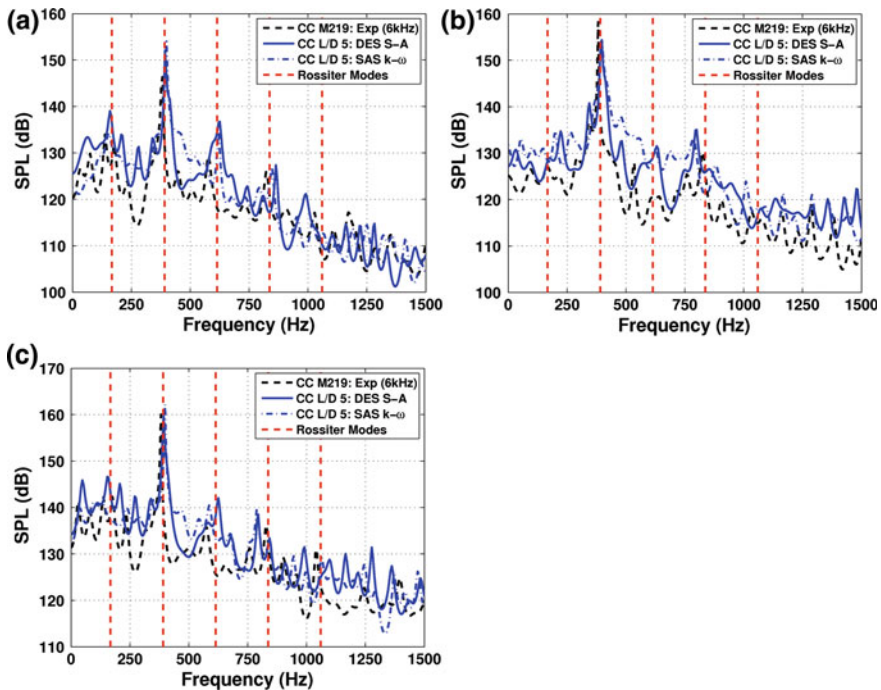 (a)
CC M219: Exp (6kHz)
CC L/D 5: DES S-A
CC L/D 5: SAS k-ω
Rossiter Modes
SPL (dB)
160
150
140
130
120
110
100
0 250 500 750 1000 1250 1500
Frequency (Hz)
(b)
CC M219: Exp (6kHz)
CC L/D 5: DES S-A
CC L/D 5: SAS k-ω
Rossiter Modes
SPL (dB)
160
150
140
130
120
110
100
0 250 500 750 1000 1250 1500
Frequency (Hz)
(c)
CC M219: Exp (6kHz)
CC L/D 5: DES S-A
CC L/D 5: SAS k-ω
Rossiter Modes
SPL (dB)
170
160
150
140
130
120
110
0 250 500 750 1000 1250 1500
Frequency (Hz)